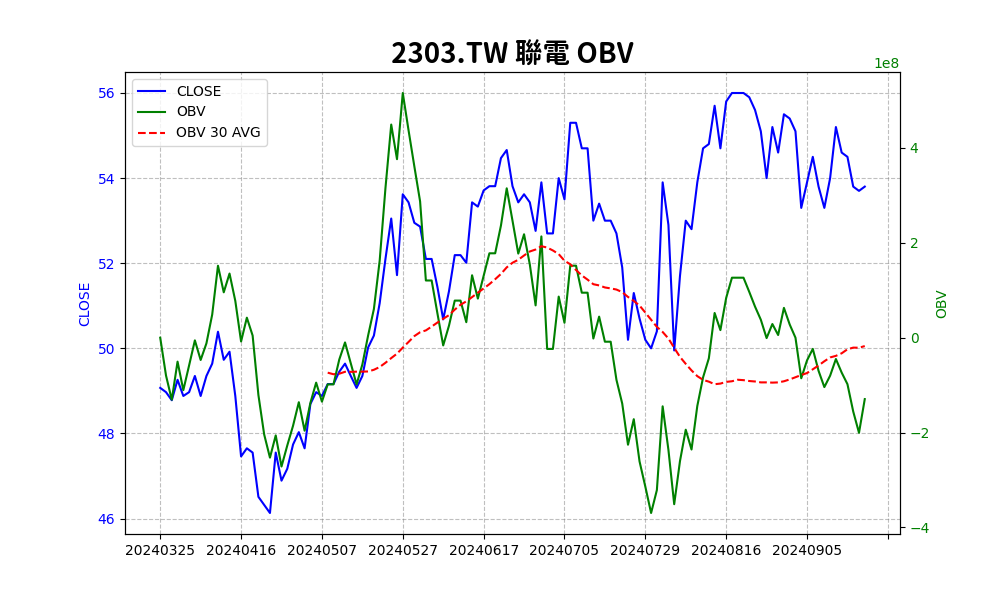 2303.TW 聯電 OBV
1e8
CLOSE
OBV
OBV 30 AVG
56
54
52
50
48
46
CLOSE
4
2
0
−2
−4
OBV
20240325 20240416 20240507 20240527 20240617 20240705 20240729 20240816 20240905